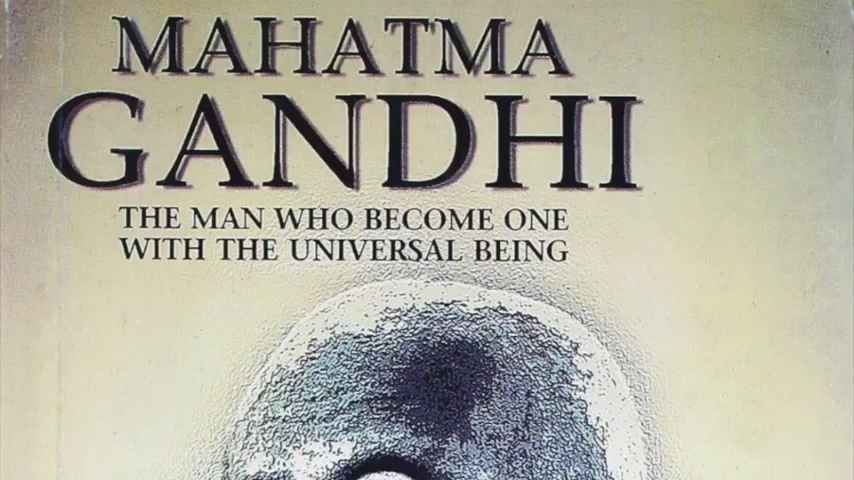 MAHATMA
GANDHI
THE MAN WHO BECOME ONE
WITH THE UNIVERSAL BEING